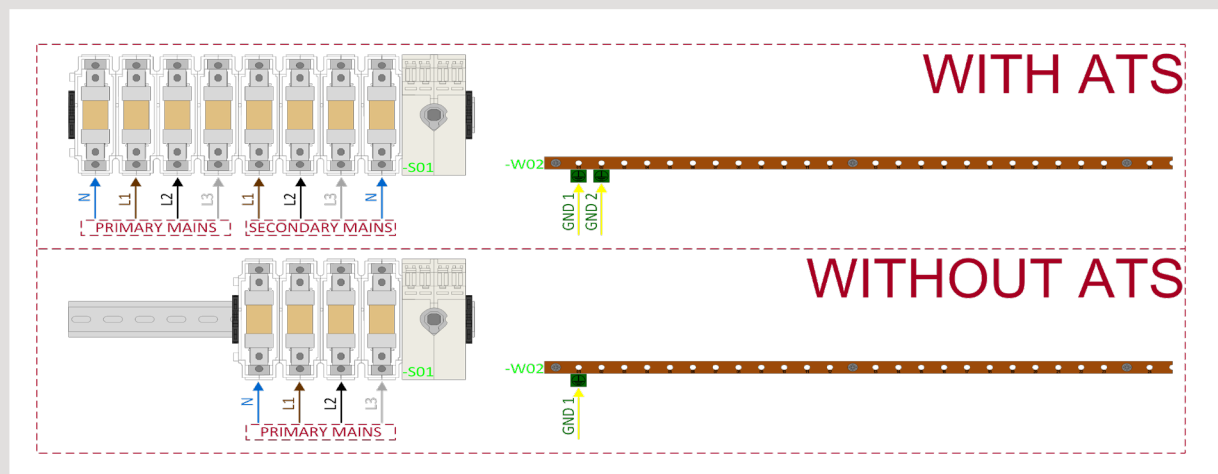 WITH ATS
-S01
-W02
N L1 L2 L3 L1 L2 L3 N
GND 1 GND 2
PRIMARY MAINS SECONDARY MAINS
WITHOUT ATS
-S01
-W02
N L1 L2 L3
GND 1
PRIMARY MAINS